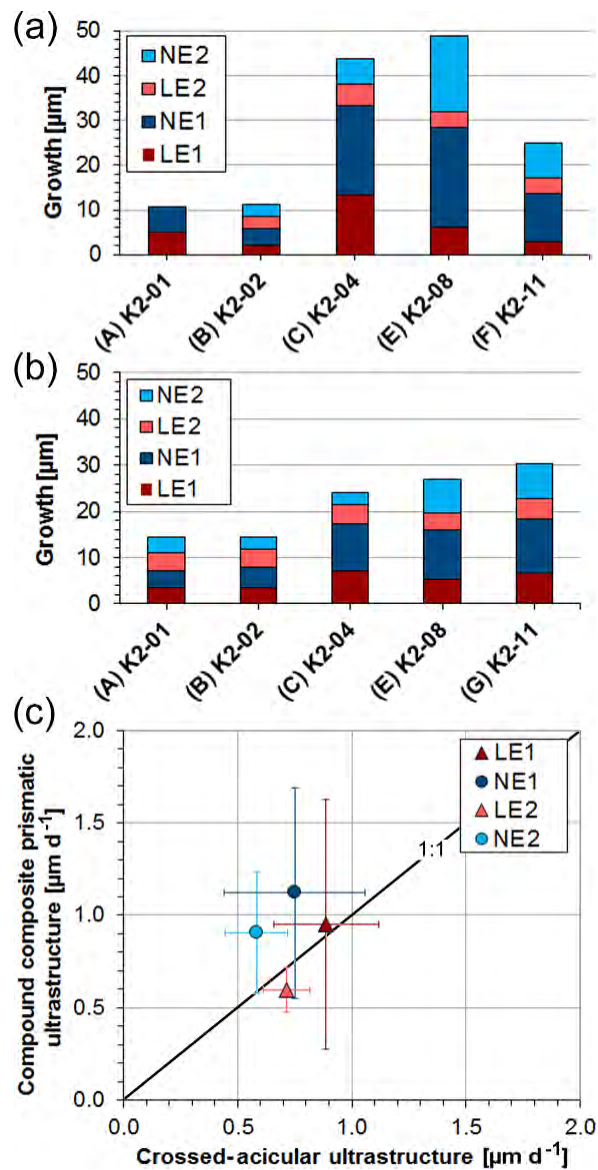 (a)
NE2
LE2
NE1
LE1
Growth [µm]
50
40
30
20
10
0
(A) K2-01
(B) K2-02
(C) K2-04
(E) K2-08
(F) K2-11
(b)
NE2
LE2
NE1
LE1
Growth [µm]
50
40
30
20
10
0
(A) K2-01
(B) K2-02
(C) K2-04
(E) K2-08
(G) K2-11
(c)
LE1
NE1
LE2
NE2
1:1
Compound composite prismatic
ultrastructure [µm d⁻¹]
2.0
1.5
1.0
0.5
0.0
0.0 0.5 1.0 1.5 2.0
Crossed-acicular ultrastructure [µm d⁻¹]